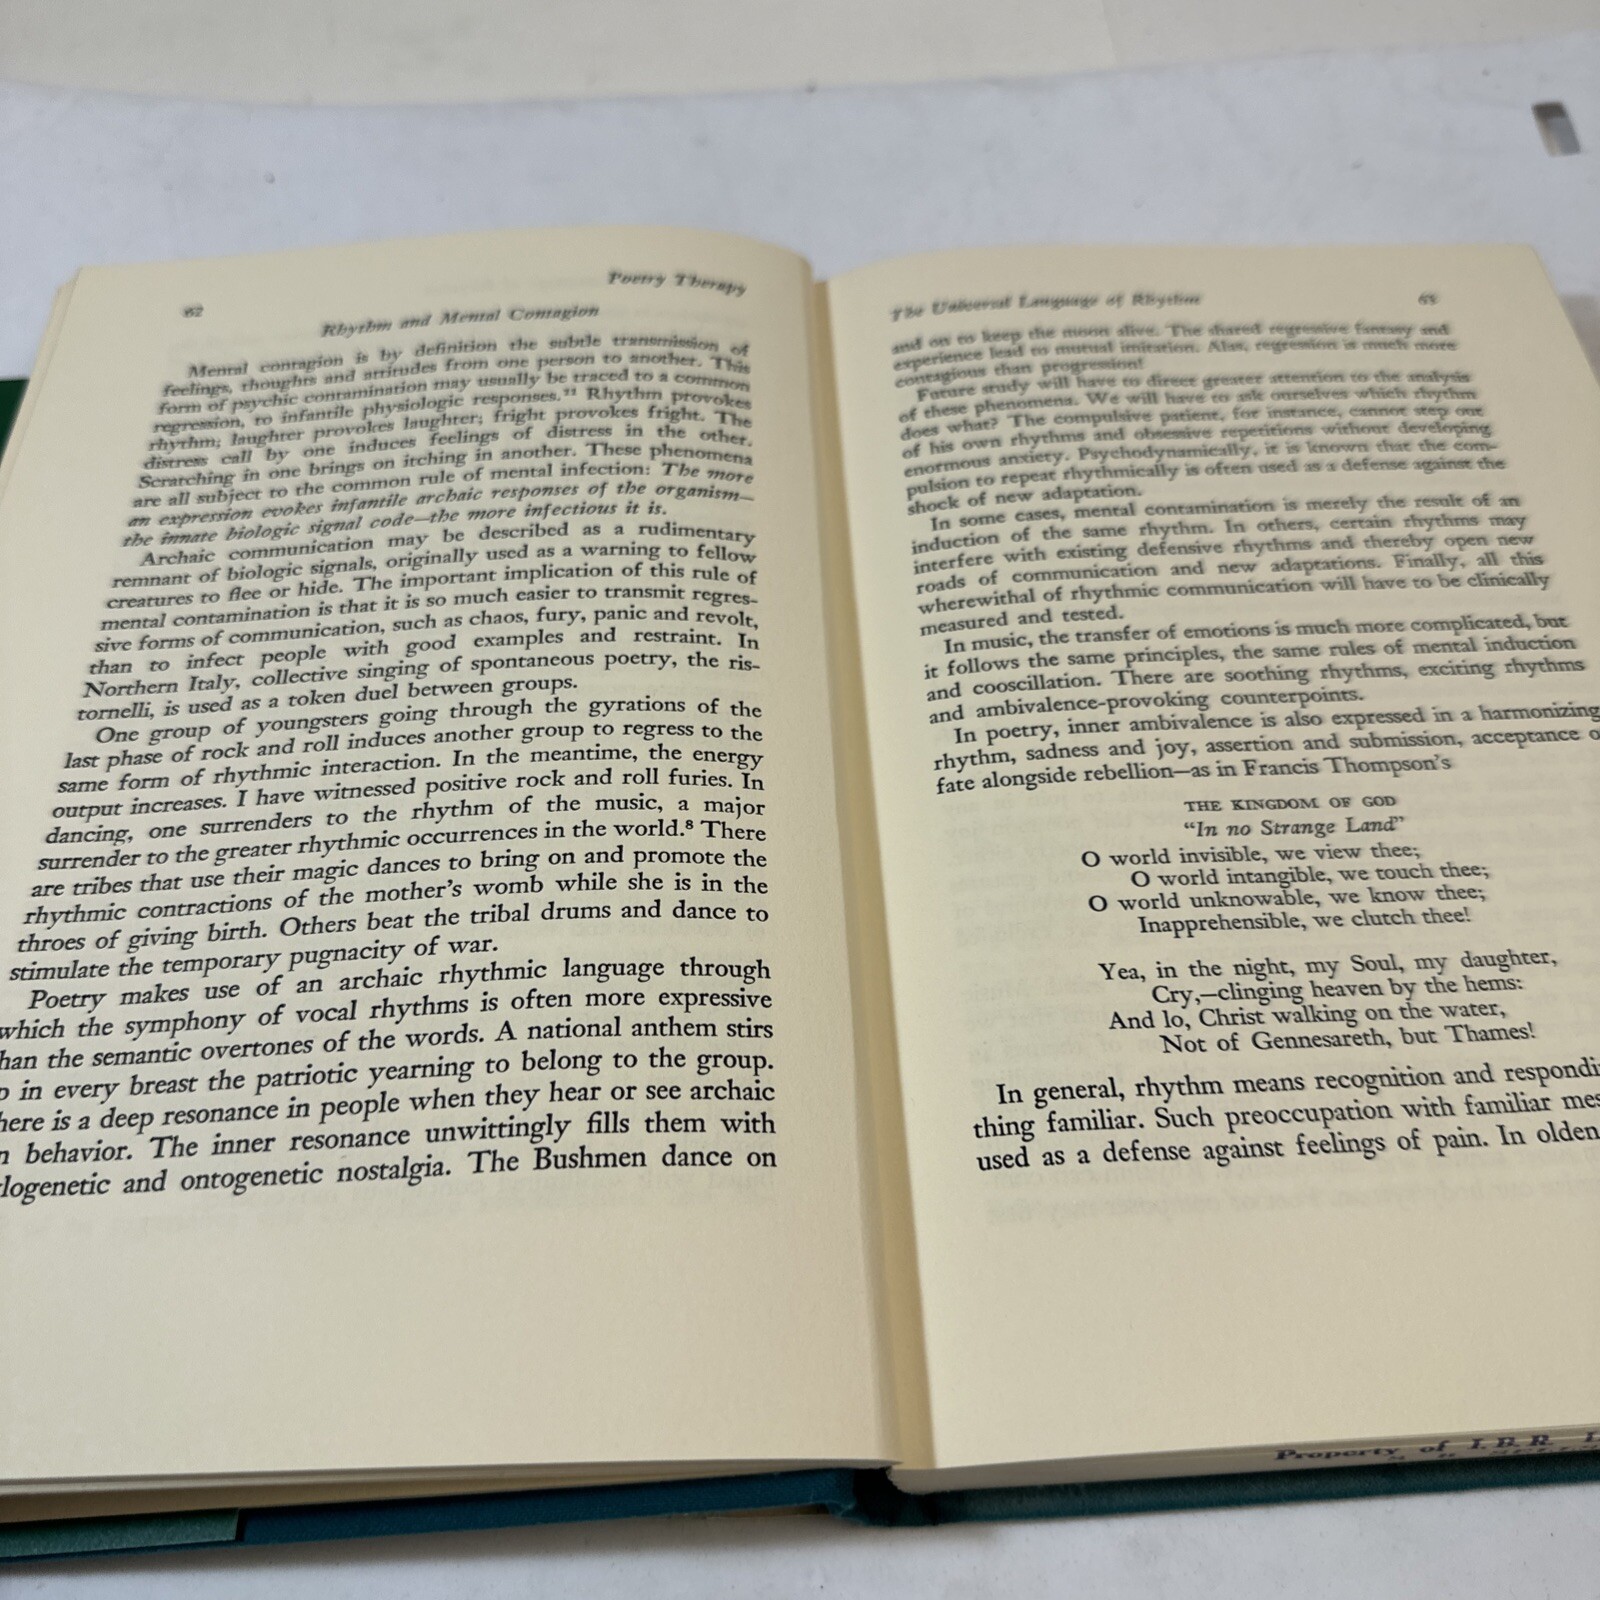 62
Poetry Therapy
Rhythm and Mental Contagion
Mental contagion is by definition the subtle transmission of
feelings, thoughts and attitudes from one person to another. This
form of psychic contamination may usually be traced to a common
regression, to infantile physiologic responses.¹¹ Rhythm provokes
rhythm; laughter provokes laughter; fright provokes fright. The
distress call by one induces feelings of distress in the other.
Scratching in one brings on itching in another. These phenomena
are all subject to the common rule of mental infection: The more
an expression evokes infantile archaic responses of the organism—
the innate biologic signal code—the more infectious it is.
Archaic communication may be described as a rudimentary
remnant of biologic signals, originally used as a warning to fellow
creatures to flee or hide. The important implication of this rule of
mental contamination is that it is so much easier to transmit regres-
sive forms of communication, such as chaos, fury, panic and revolt,
than to infect people with good examples and restraint. In
Northern Italy, collective singing of spontaneous poetry, the ris-
tornelli, is used as a token duel between groups.
One group of youngsters going through the gyrations of the
last phase of rock and roll induces another group to regress to the
same form of rhythmic interaction. In the meantime, the energy
output increases. I have witnessed positive rock and roll furies. In
dancing, one surrenders to the rhythm of the music, a major
surrender to the greater rhythmic occurrences in the world.⁸ There
are tribes that use their magic dances to bring on and promote the
rhythmic contractions of the mother's womb while she is in the
throes of giving birth. Others beat the tribal drums and dance to
stimulate the temporary pugnacity of war.
Poetry makes use of an archaic rhythmic language through
which the symphony of vocal rhythms is often more expressive
han the semantic overtones of the words. A national anthem stirs
p in every breast the patriotic yearning to belong to the group.
here is a deep resonance in people when they hear or see archaic
n behavior. The inner resonance unwittingly fills them with
logenetic and ontogenetic nostalgia. The Bushmen dance on
The Universal Language of Rhythm
and on to keep the moon alive. The shared regressive fantasy and
experience lead to mutual imitation. Alas, regression is much more
contagious than progression!
Future study will have to direct greater attention to the analysis
of these phenomena. We will have to ask ourselves which rhythm
does what? The compulsive patient, for instance, cannot step out
of his own rhythms and obsessive repetitions without developing
enormous anxiety. Psychodynamically, it is known that the com-
pulsion to repeat rhythmically is often used as a defense against the
shock of new adaptation.
In some cases, mental contamination is merely the result of an
induction of the same rhythm. In others, certain rhythms may
interfere with existing defensive rhythms and thereby open new
roads of communication and new adaptations. Finally, all this
wherewithal of rhythmic communication will have to be clinically
measured and tested.
In music, the transfer of emotions is much more complicated, but
it follows the same principles, the same rules of mental induction
and cooscillation. There are soothing rhythms, exciting rhythms
and ambivalence-provoking counterpoints.
In poetry, inner ambivalence is also expressed in a harmonizing
rhythm, sadness and joy, assertion and submission, acceptance o
fate alongside rebellion—as in Francis Thompson's
THE KINGDOM OF GOD
"In no Strange Land"
O world invisible, we view thee;
O world intangible, we touch thee;
O world unknowable, we know thee;
Inapprehensible, we clutch thee!
Yea, in the night, my Soul, my daughter,
Cry,—clinging heaven by the hems:
And lo, Christ walking on the water,
Not of Gennesareth, but Thames!
In general, rhythm means recognition and respondi
thing familiar. Such preoccupation with familiar mes
used as a defense against feelings of pain. In olden
Property of I.B.R.